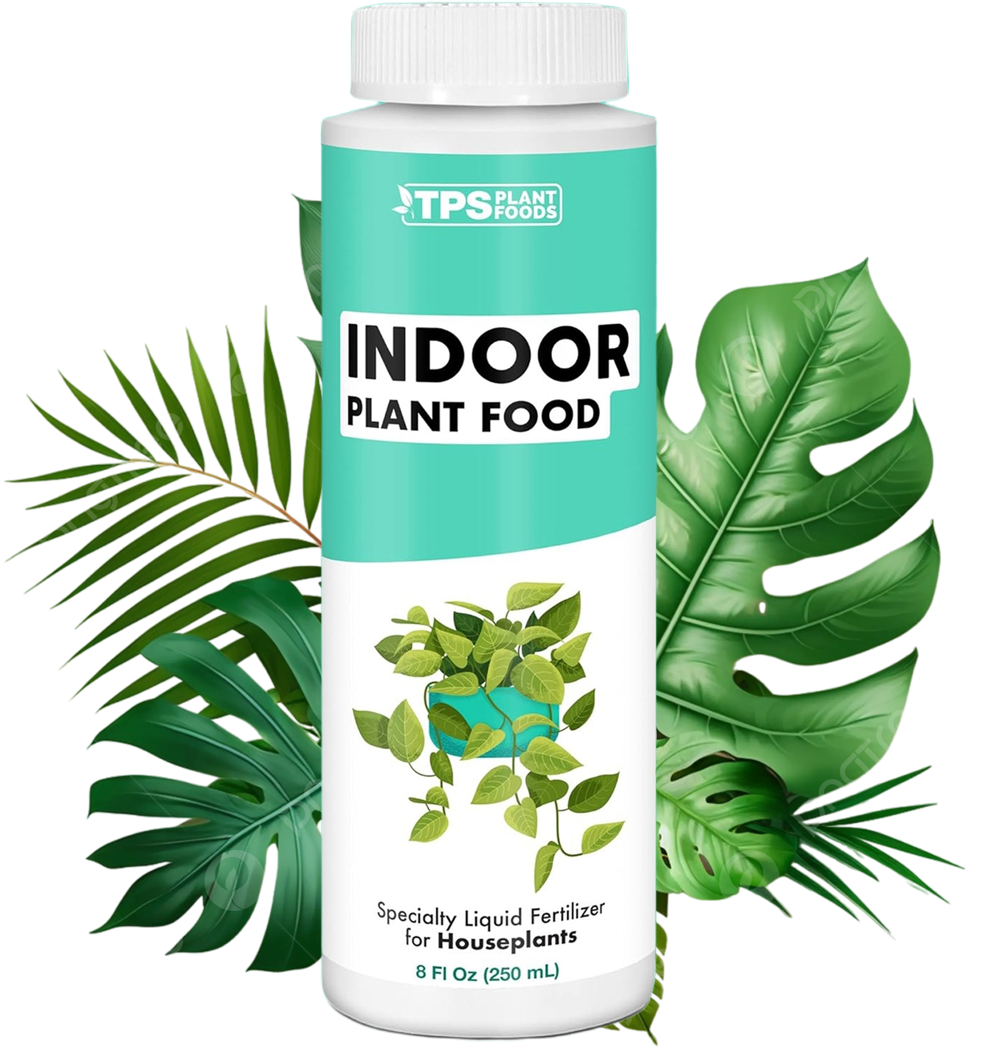 TPS PLANT FOODS
INDOOR
PLANT FOOD
Specialty Liquid Fertilizer
for Houseplants
8 Fl Oz (250 mL)